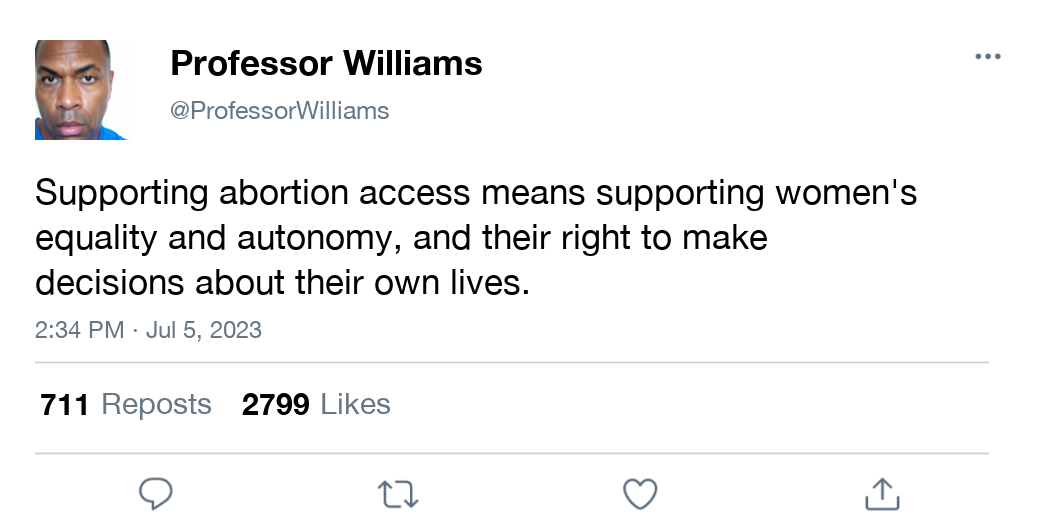 Professor Williams
@ProfessorWilliams
Supporting abortion access means supporting women's
equality and autonomy, and their right to make
decisions about their own lives.
2:34 PM · Jul 5, 2023
711 Reposts 2799 Likes